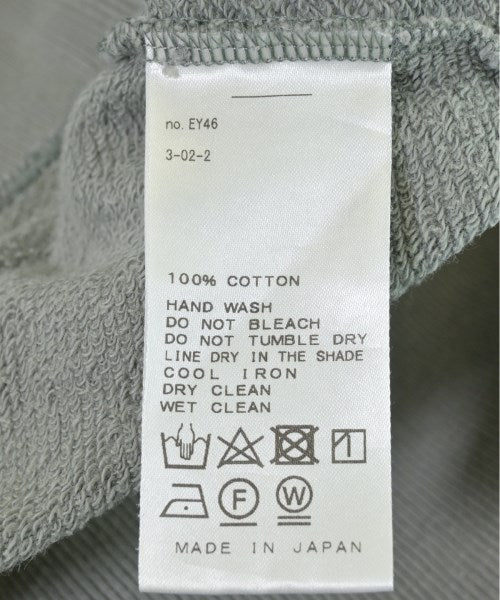 no. EY46
3-02-2
100% COTTON
HAND WASH
DO NOT BLEACH
DO NOT TUMBLE DRY
LINE DRY IN THE SHADE
COOL IRON
DRY CLEAN
WET CLEAN
F W
MADE IN JAPAN